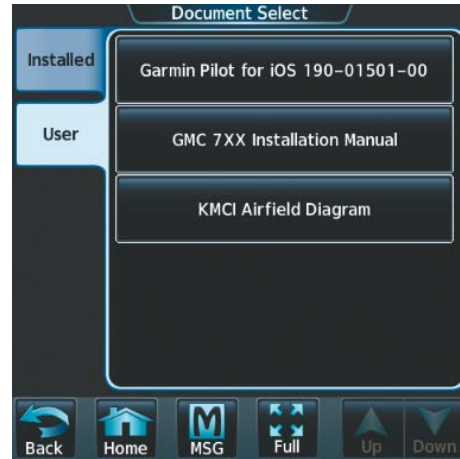 Document Select
Installed
User
Garmin Pilot for iOS 190-01501-00
GMC 7XX Installation Manual
KMCI Airfield Diagram
Back
Home
MSG
Full
Up
Down